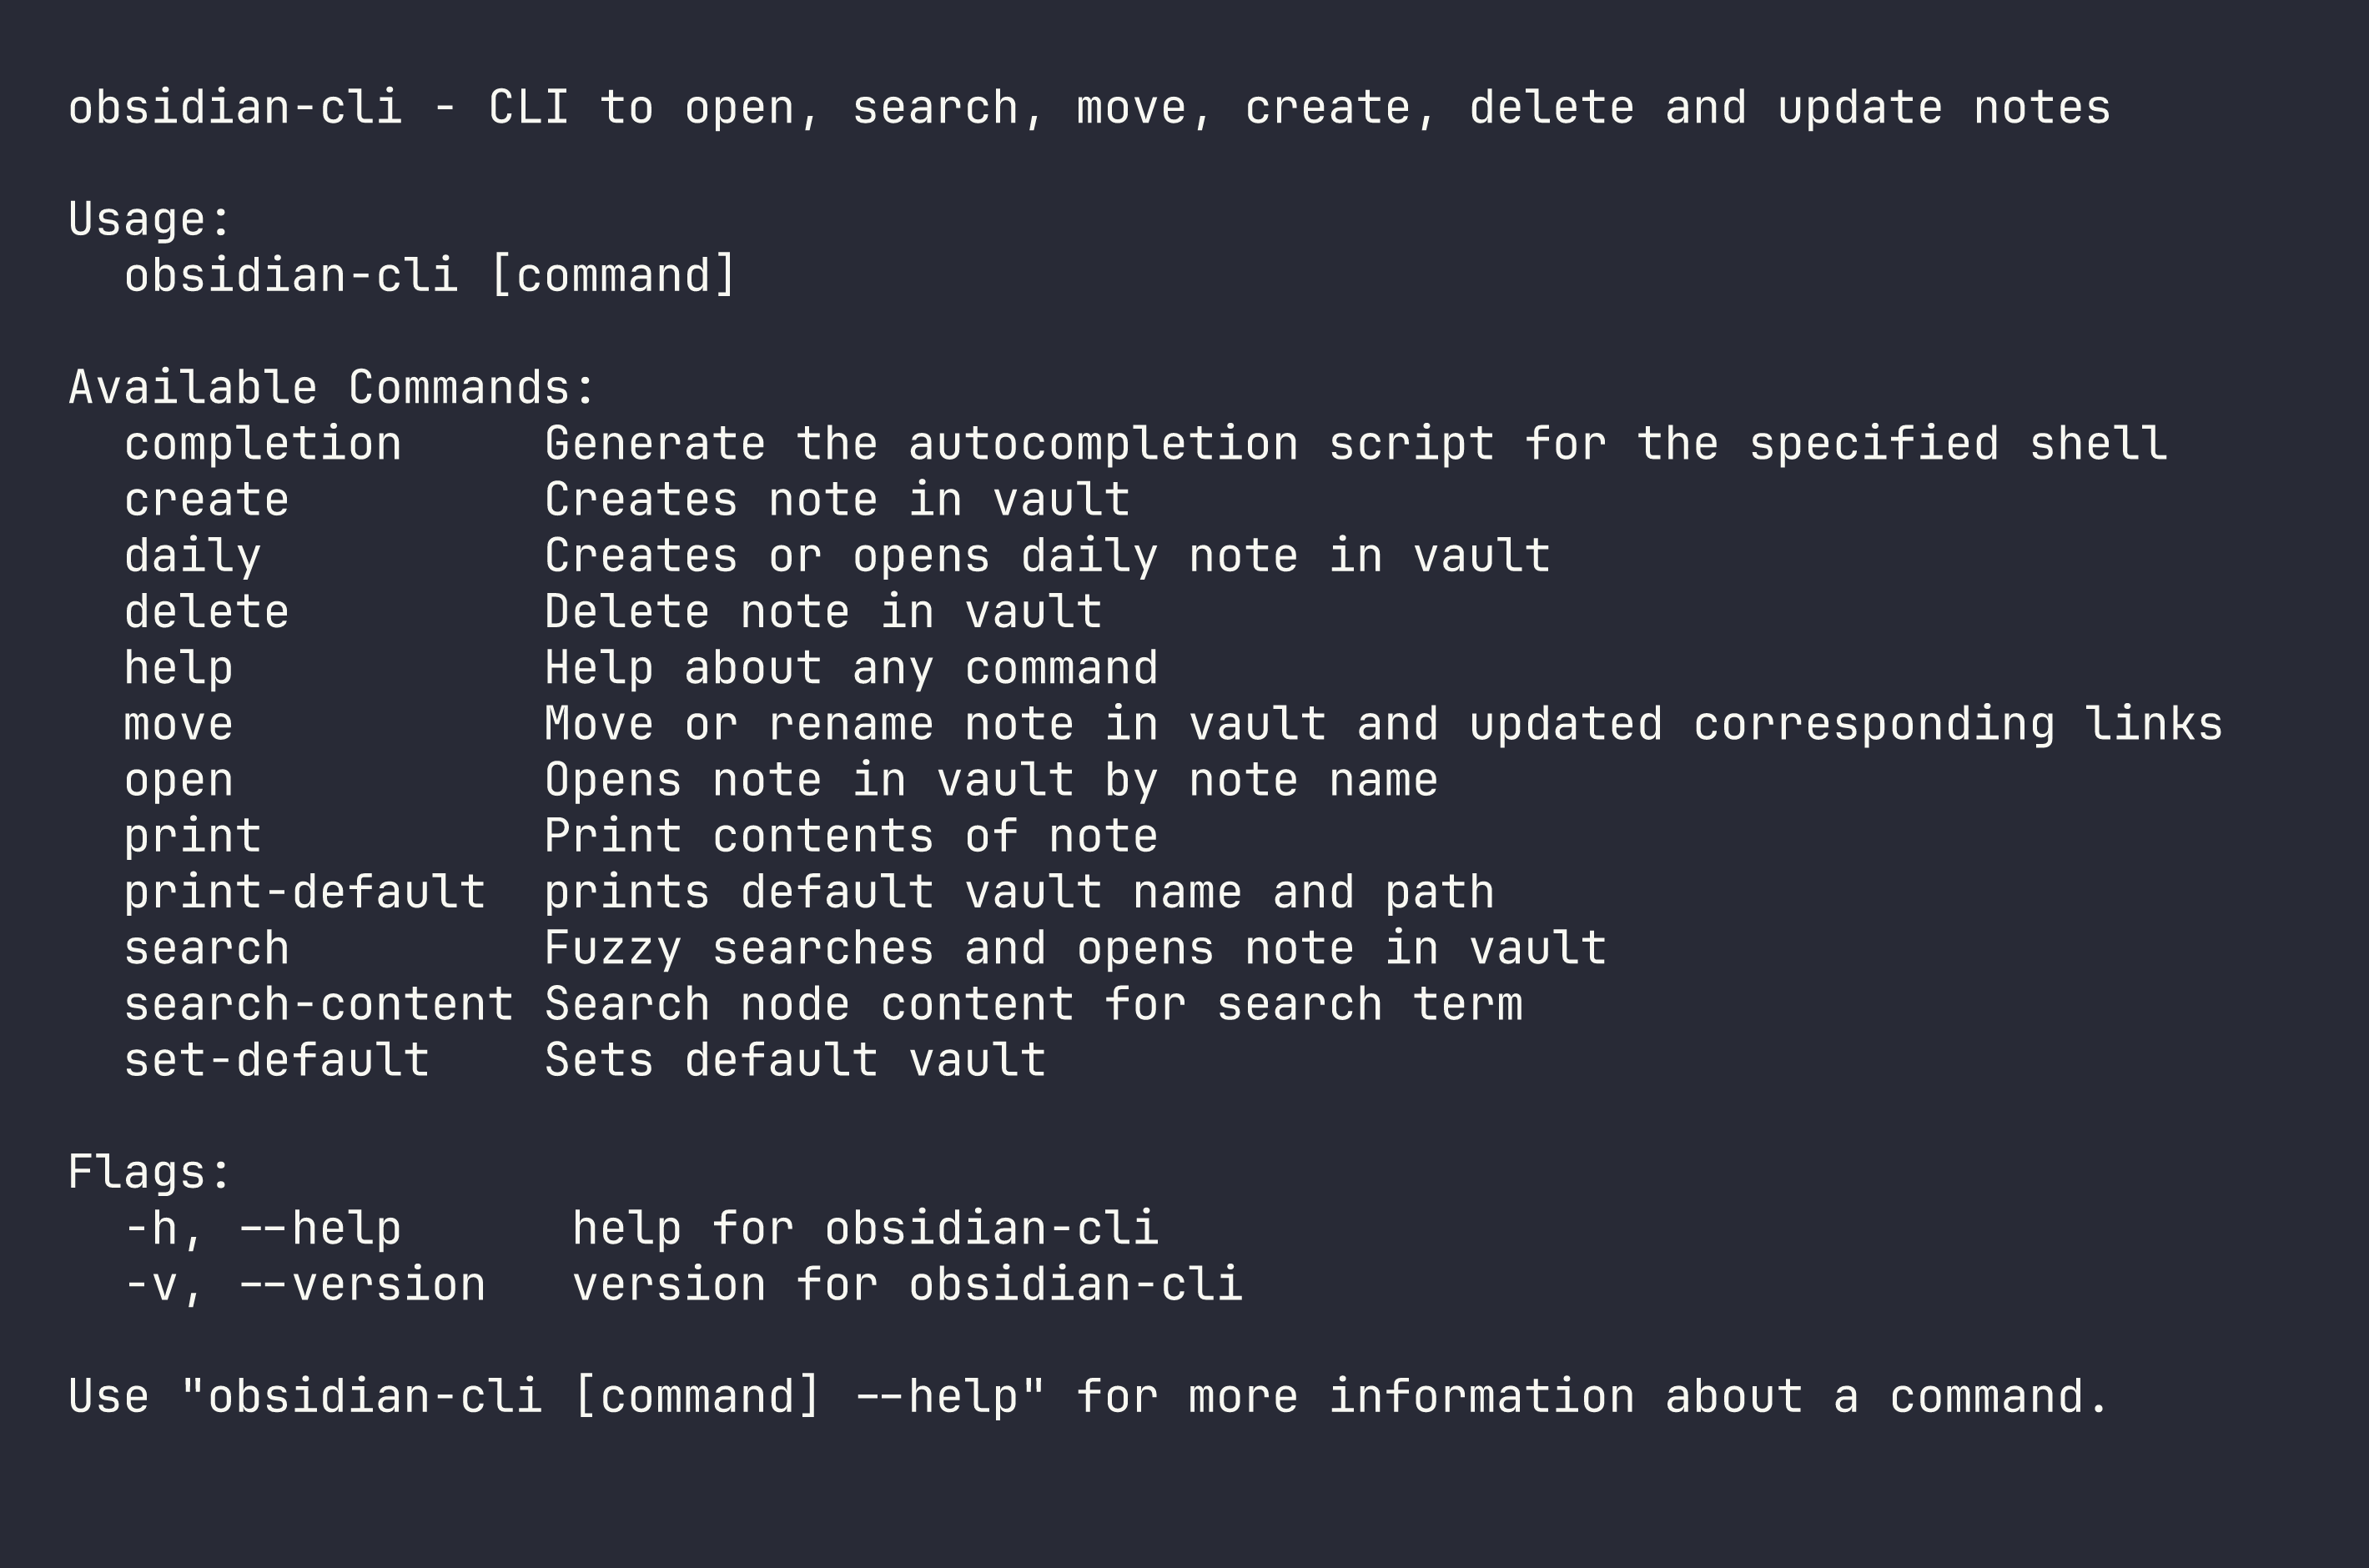 obsidian-cli - CLI to open, search, move, create, delete and update notes
Usage:
  obsidian-cli [command]
Available Commands:
  completion     Generate the autocompletion script for the specified shell
  create         Creates note in vault
  daily          Creates or opens daily note in vault
  delete         Delete note in vault
  help           Help about any command
  move           Move or rename note in vault and updated corresponding links
  open           Opens note in vault by note name
  print          Print contents of note
  print-default  prints default vault name and path
  search         Fuzzy searches and opens note in vault
  search-content Search node content for search term
  set-default    Sets default vault
Flags:
  -h, --help      help for obsidian-cli
  -v, --version   version for obsidian-cli
Use "obsidian-cli [command] --help" for more information about a command.